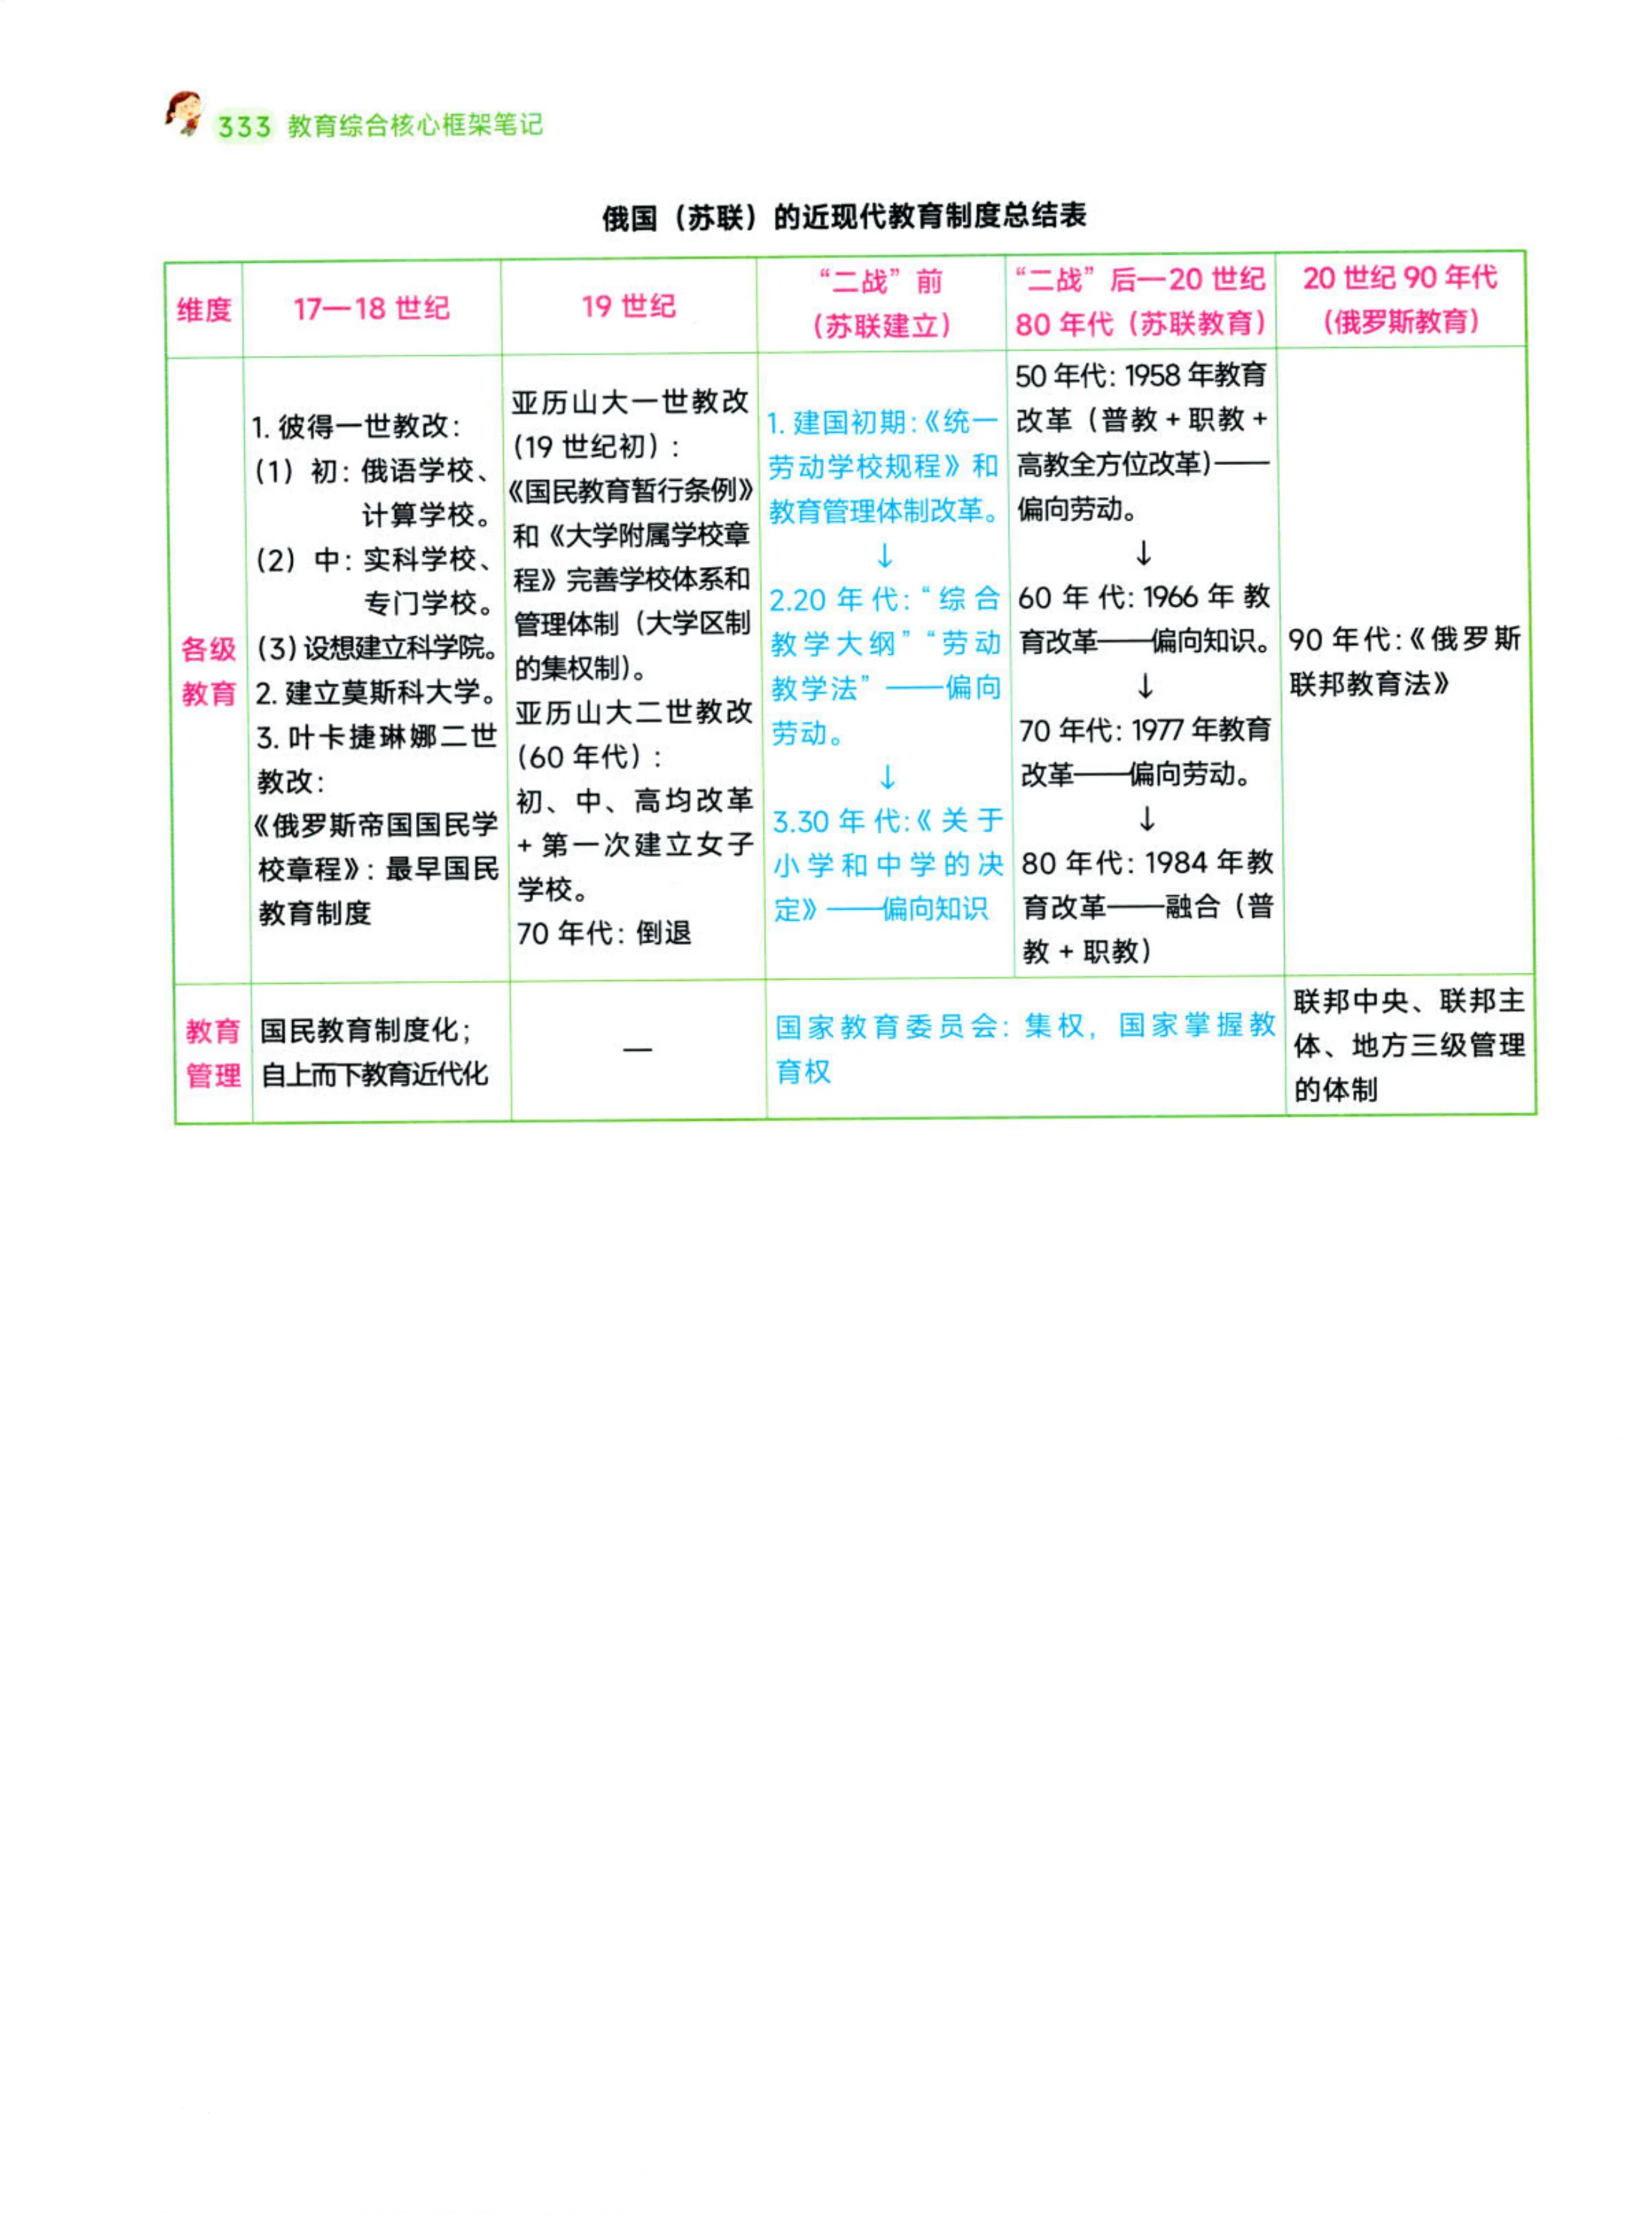 333 教育综合核心框架笔记
俄国（苏联）的近现代教育制度总结表
维度
17—18 世纪
19 世纪
“二战”前
（苏联建立）
“二战”后—20 世纪
80 年代（苏联教育）
20 世纪 90 年代
（俄罗斯教育）
各级
教育
1. 彼得一世教改：
（1）初：俄语学校、
计算学校。
（2）中：实科学校、
专门学校。
（3）设想建立科学院。
2. 建立莫斯科大学。
3. 叶卡捷琳娜二世
教改：
《俄罗斯帝国国民学
校章程》：最早国民
教育制度
亚历山大一世教改
（19 世纪初）：
《国民教育暂行条例》
和《大学附属学校章
程》完善学校体系和
管理体制（大学区制
的集权制）。
亚历山大二世教改
（60 年代）：
初、中、高均改革
+ 第一次建立女子
学校。
70 年代：倒退
1. 建国初期：《统一
劳动学校规程》和
教育管理体制改革。
↓
2.20 年代：“综合
教学大纲”“劳动
教学法”——偏向
劳动。
↓
3.30 年代：《关于
小学和中学的决
定》——偏向知识
50 年代：1958 年教育
改革（普教 + 职教 +
高教全方位改革）——
偏向劳动。
↓
60 年代：1966 年教
育改革——偏向知识。
↓
70 年代：1977 年教育
改革——偏向劳动。
↓
80 年代：1984 年教
育改革——融合（普
教 + 职教）
90 年代：《俄罗斯
联邦教育法》
教育
管理
国民教育制度化；
自上而下教育近代化
—
国家教育委员会：集权，国家掌握教
育权
联邦中央、联邦主
体、地方三级管理
的体制